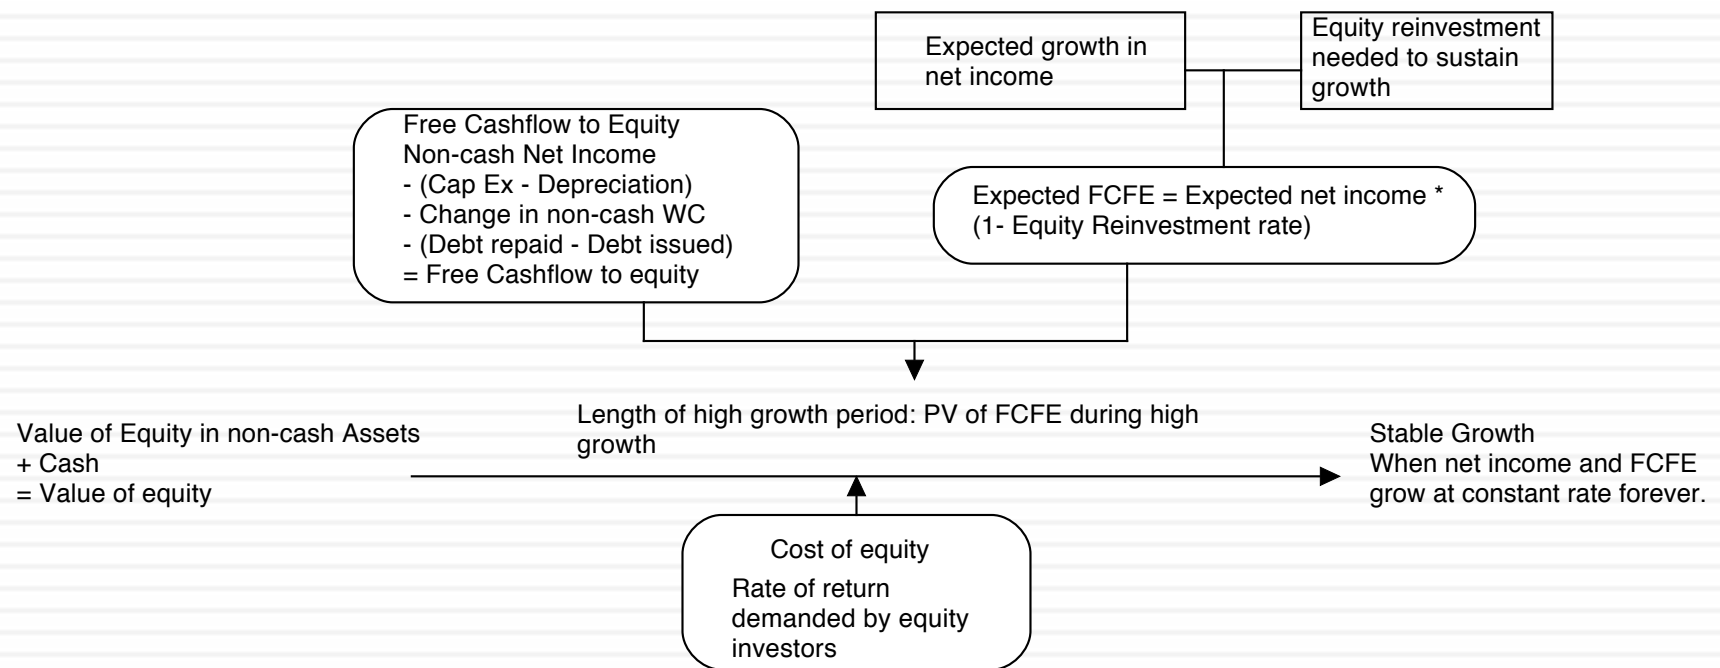 Expected growth in
net income
Equity reinvestment
needed to sustain
growth
Free Cashflow to Equity
Non-cash Net Income
- (Cap Ex - Depreciation)
- Change in non-cash WC
- (Debt repaid - Debt issued)
= Free Cashflow to equity
Expected FCFE = Expected net income *
(1- Equity Reinvestment rate)
Length of high growth period: PV of FCFE during high
growth
Value of Equity in non-cash Assets
+ Cash
= Value of equity
Stable Growth
When net income and FCFE
grow at constant rate forever.
Cost of equity
Rate of return
demanded by equity
investors